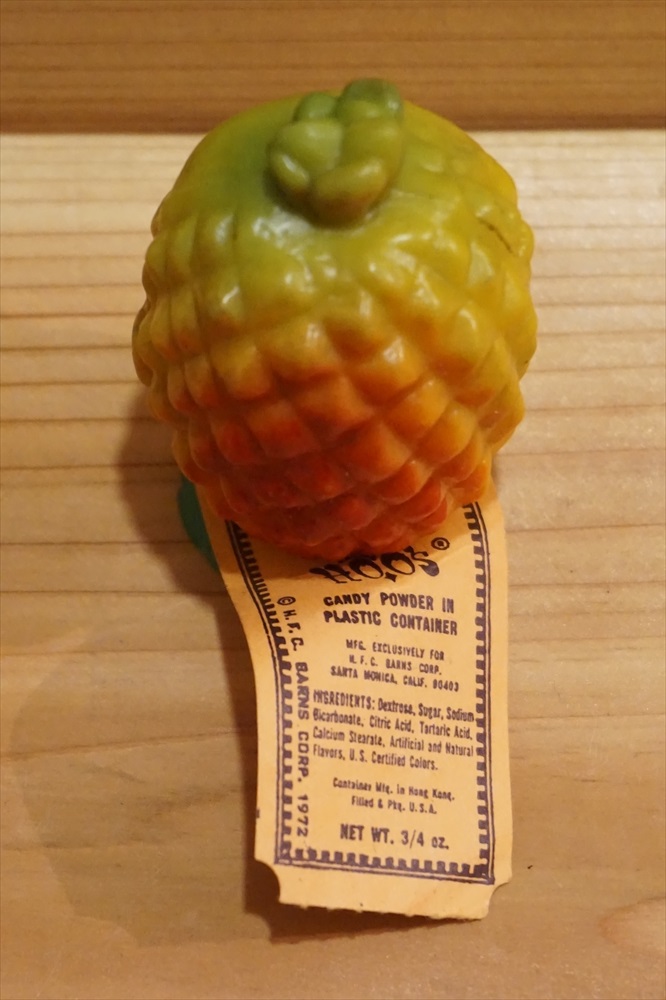 CANDY POWDER IN
PLASTIC CONTAINER
MFG. EXCLUSIVELY FOR
H. F. C. BARNS CORP.
SANTA MONICA, CALIF. 90403
INGREDIENTS: Dextrose, Sugar, Sodium
Bicarbonate, Citric Acid, Tartaric Acid,
Calcium Stearate, Artificial and Natural
Flavors, U.S. Certified Colors.
Container Mfg. in Hong Kong.
Filled & Pkg. U.S.A.
NET WT. 3/4 oz.
© H. F. C. BARNS CORP. 1972